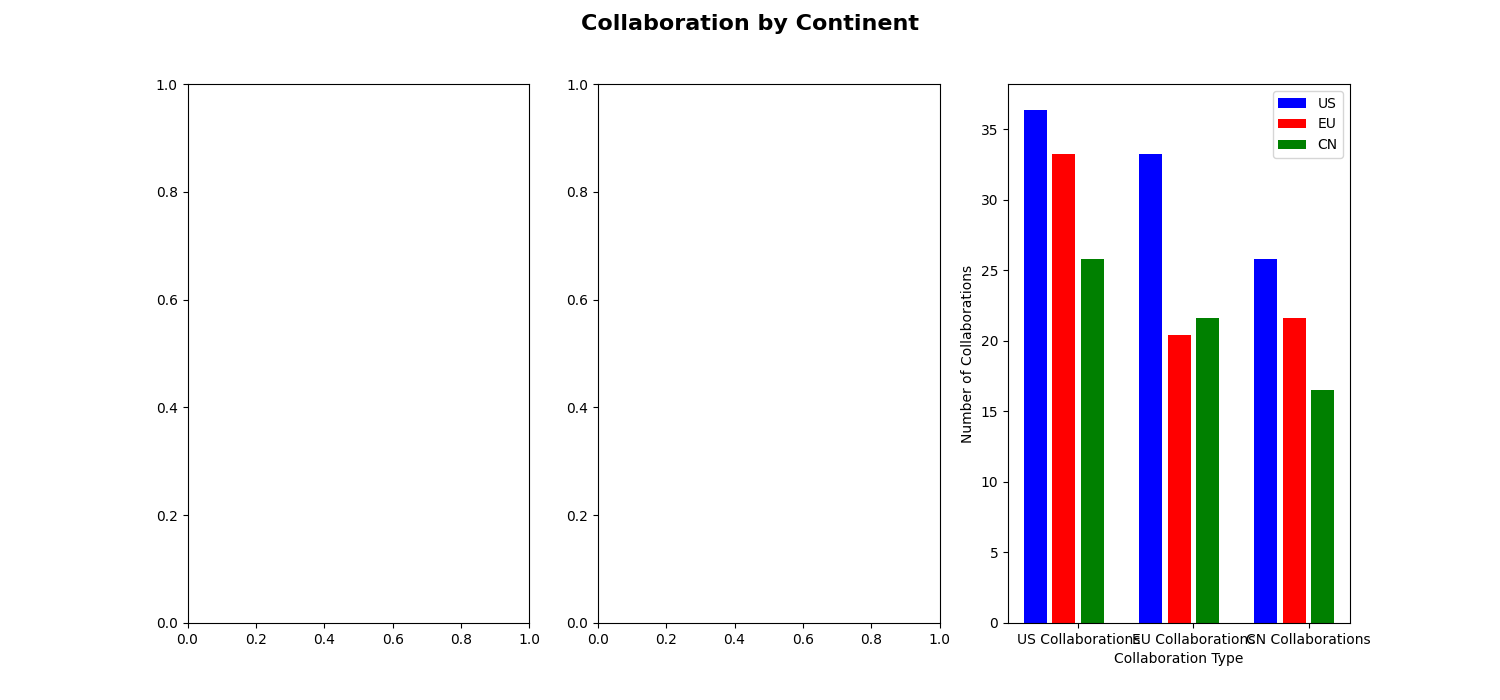 Collaboration by Continent
1.0
0.8
0.6
0.4
0.2
0.0
0.0 0.2 0.4 0.6 0.8 1.0
1.0
0.8
0.6
0.4
0.2
0.0
0.0 0.2 0.4 0.6 0.8 1.0
Number of Collaborations
35
30
25
20
15
10
5
0
US
EU
CN
US Collaborations EU Collaborations CN Collaborations
Collaboration Type